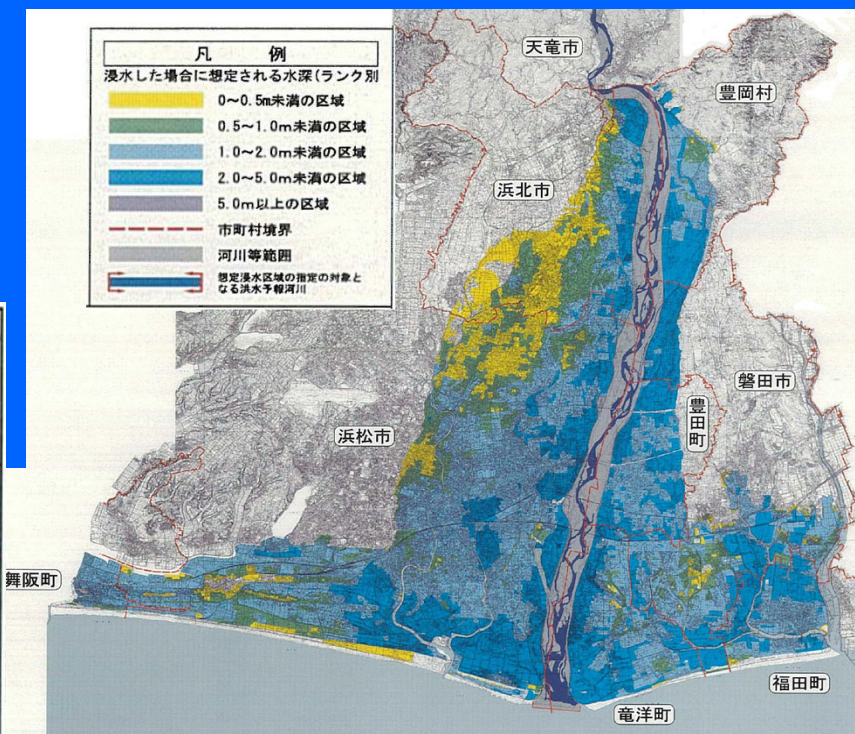 凡 例
浸水した場合に想定される水深(ランク別
0～0.5m未満の区域
0.5～1.0m未満の区域
1.0～2.0m未満の区域
2.0～5.0m未満の区域
5.0m以上の区域
市町村境界
河川等範囲
想定浸水区域の指定の対象と
なる洪水予報河川
天竜市
豊岡村
浜北市
磐田市
豊田町
浜松市
舞阪町
福田町
竜洋町